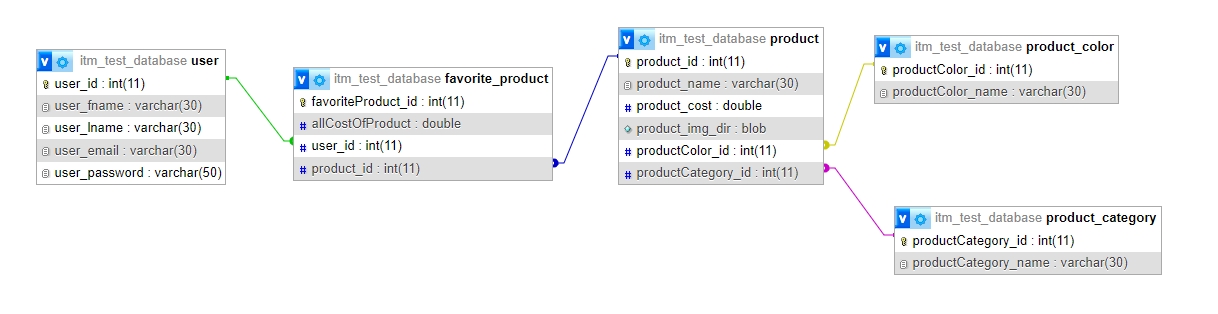 v itm_test_database user
user_id : int(11)
user_fname : varchar(30)
user_lname : varchar(30)
user_email : varchar(30)
user_password : varchar(50)
v itm_test_database favorite_product
favoriteProduct_id : int(11)
# allCostOfProduct : double
# user_id : int(11)
# product_id : int(11)
v itm_test_database product
product_id : int(11)
product_name : varchar(30)
# product_cost : double
product_img_dir : blob
# productColor_id : int(11)
# productCategory_id : int(11)
v itm_test_database product_color
productColor_id : int(11)
productColor_name : varchar(30)
v itm_test_database product_category
productCategory_id : int(11)
productCategory_name : varchar(30)